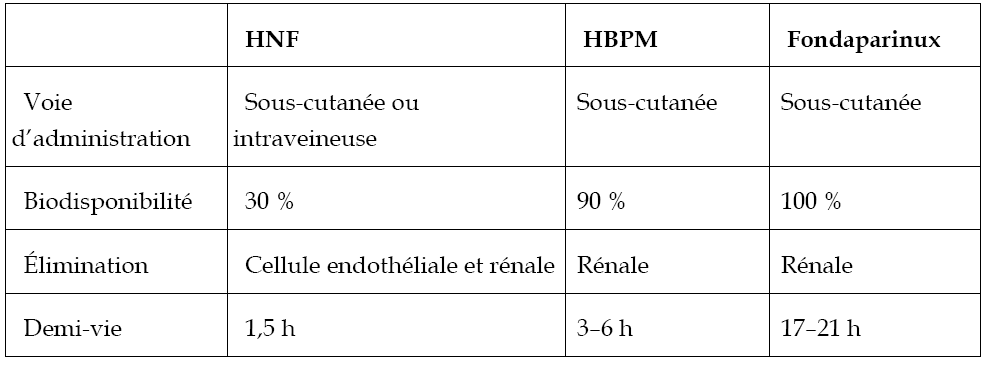 HNF HBPM Fondaparinux
Voie d’administration Sous-cutanée ou intraveineuse Sous-cutanée Sous-cutanée
Biodisponibilité 30 % 90 % 100 %
Élimination Cellule endothéliale et rénale Rénale Rénale
Demi-vie 1,5 h 3–6 h 17–21 h